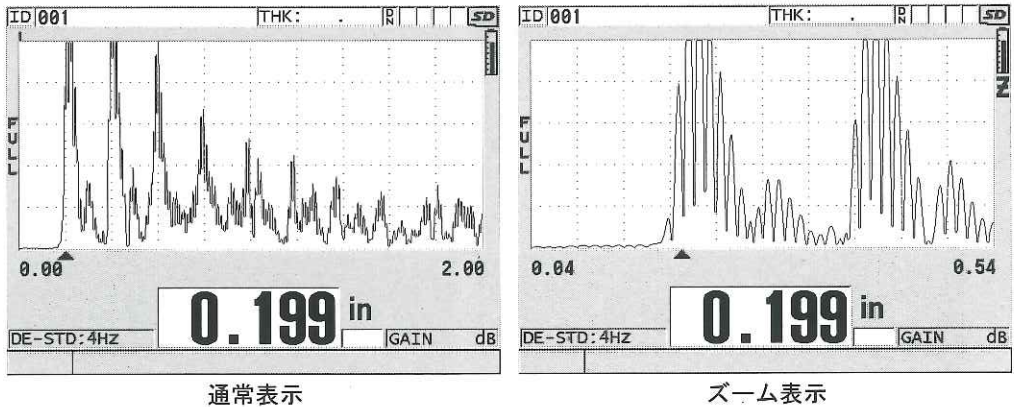 ID 001 THK: . DN SD
FULL
0.00 2.00
0.199 in
DE-STD:4Hz GAIN dB
通常表示
ID 001 THK: . DN SD
Z
FULL
0.04 0.54
0.199 in
DE-STD:4Hz GAIN dB
ズーム表示